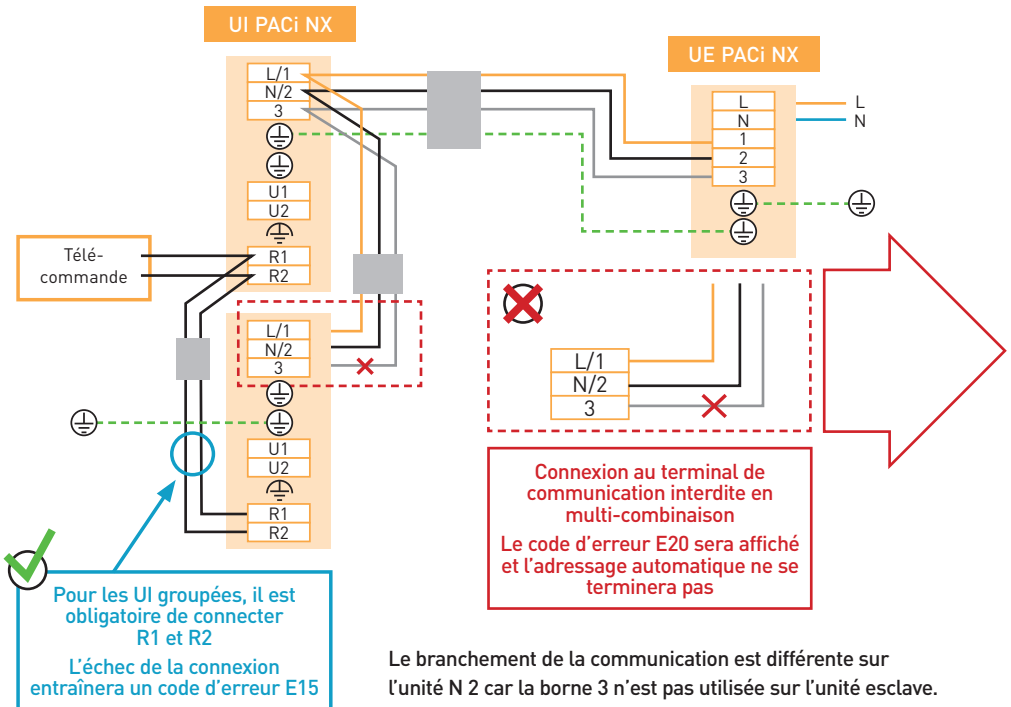 UI PACi NX
UE PACi NX
L/1
N/2
3
U1
U2
R1
R2
L
N
1
2
3
L
N
Télé-
commande
L/1
N/2
3
U1
U2
R1
R2
L/1
N/2
3
Connexion au terminal de
communication interdite en
multi-combinaison
Le code d'erreur E20 sera affiché
et l'adressage automatique ne se
terminera pas
Pour les UI groupées, il est
obligatoire de connecter
R1 et R2
L'échec de la connexion
entraînera un code d'erreur E15
Le branchement de la communication est différente sur
l'unité N 2 car la borne 3 n'est pas utilisée sur l'unité esclave.